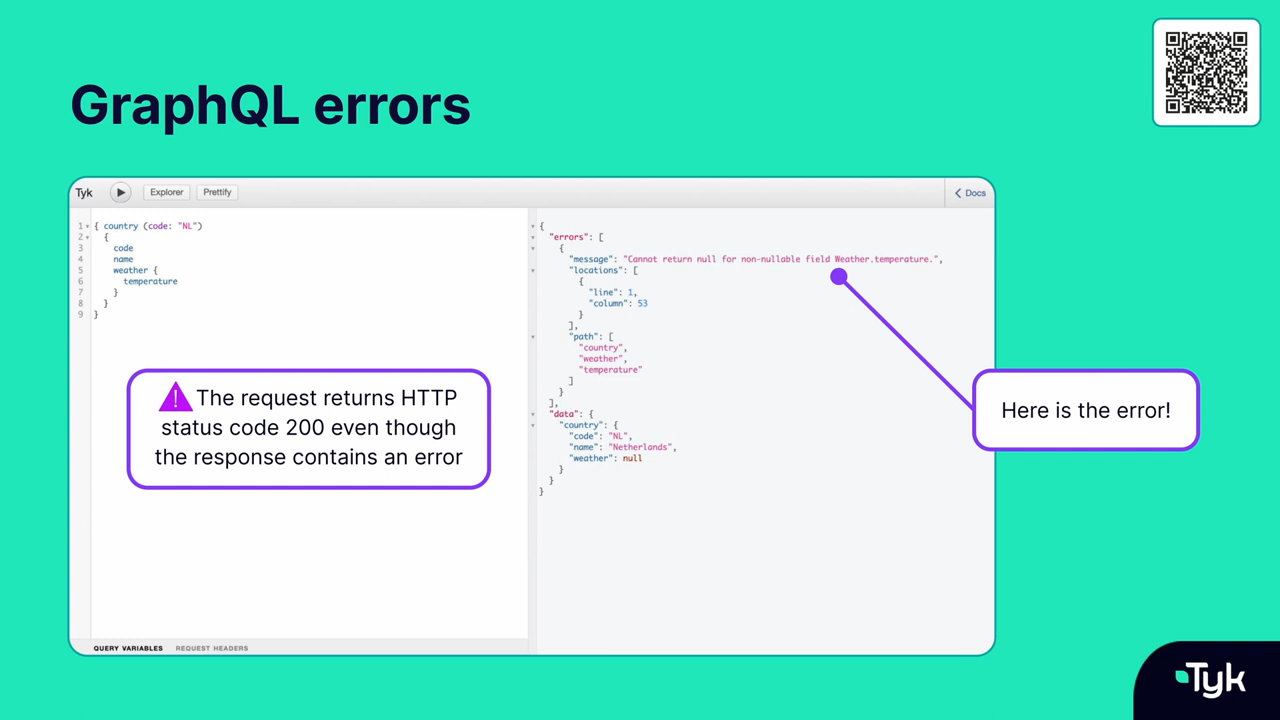 GraphQL errors
Tyk
Explorer
Prettify
Docs
1 { country (code: "NL")
2 {
3 code
4 name
5 weather {
6 temperature
7 }
8 }
9 }
{
"errors": [
{
"message": "Cannot return null for non-nullable field Weather.temperature.",
"locations": [
{
"line": 1,
"column": 53
}
],
"path": [
"country",
"weather",
"temperature"
]
}
],
"data": {
"country": {
"code": "NL",
"name": "Netherlands",
"weather": null
}
}
}
The request returns HTTP
status code 200 even though
the response contains an error
Here is the error!
QUERY VARIABLES
REQUEST HEADERS
Tyk